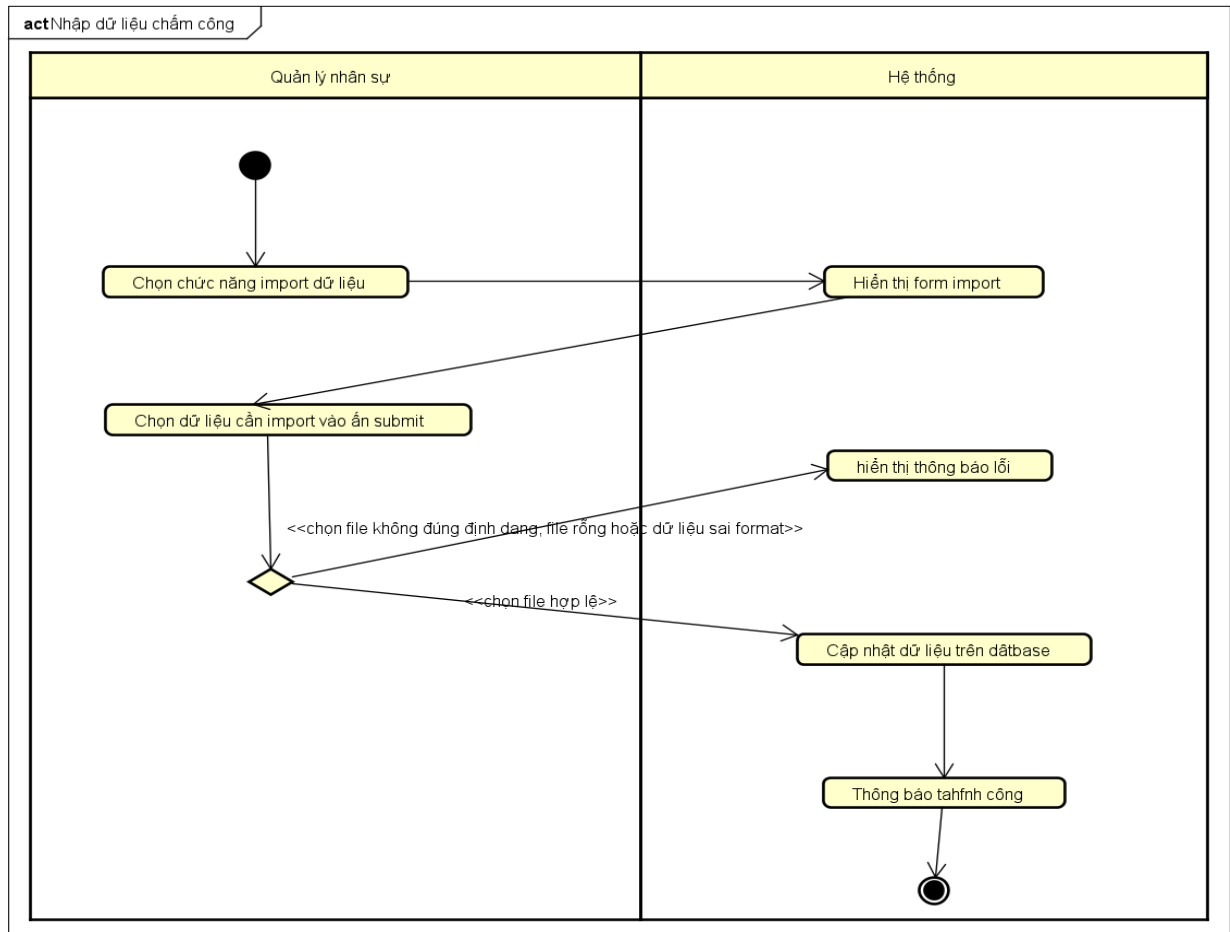 act Nhập dữ liệu chấm công
Quản lý nhân sự
Hệ thống
Chọn chức năng import dữ liệu
Hiển thị form import
Chọn dữ liệu cần import vào ấn submit
hiển thị thông báo lỗi
<<chọn file không đúng định dang, file rỗng hoặc dữ liệu sai format>>
<<chọn file hợp lệ>>
Cập nhật dữ liệu trên dâtbase
Thông báo tahfnh công